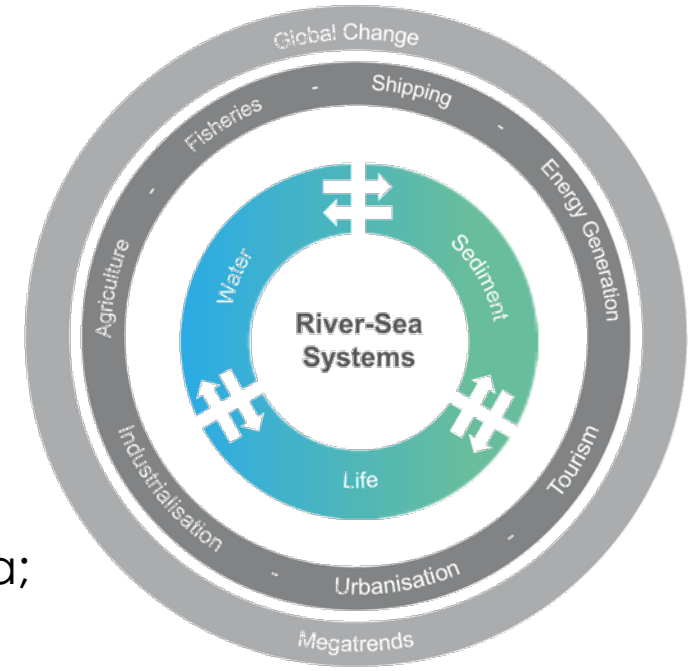 Global Change
Fisheries - Shipping - Energy Generation
Agriculture -
Water
Sediment
River-Sea
Systems
Life
Industrialisation - Urbanisation - Tourism
a;
Megatrends